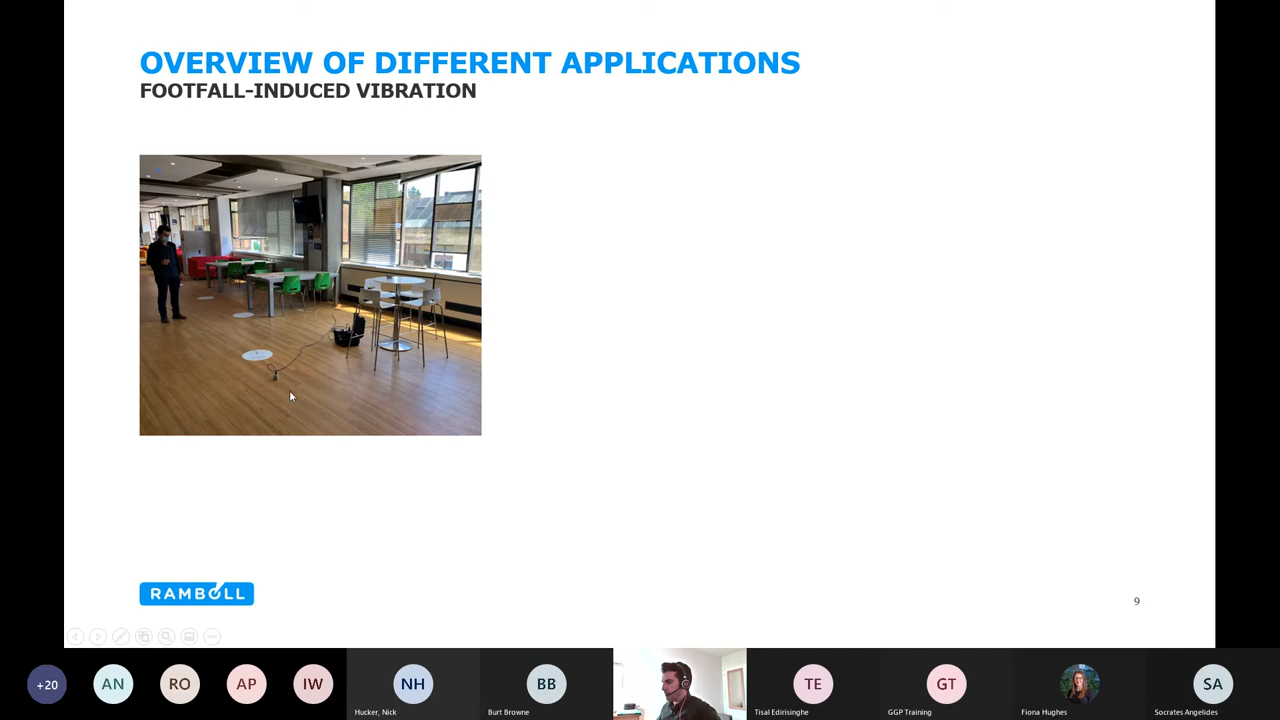 OVERVIEW OF DIFFERENT APPLICATIONS
FOOTFALL-INDUCED VIBRATION
RAMBOLL
9
+20
AN
RO
AP
IW
NH
BB
TE
GT
SA
Hucker, Nick
Burt Browne
Tisal Edirisinghe
GGP Training
Fiona Hughes
Socrates Angelides